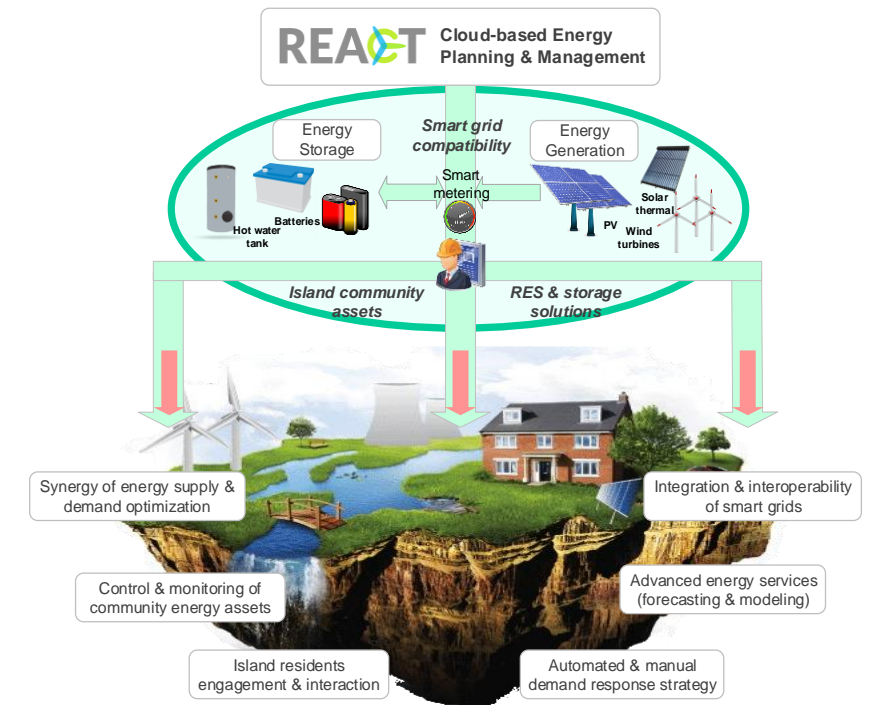 REACT
Cloud-based Energy
Planning & Management
Energy
Storage
Smart grid
compatibility
Energy
Generation
Smart
metering
Solar
thermal
Batteries
Hot water
tank
PV
Wind
turbines
Island community
assets
RES & storage
solutions
Synergy of energy supply &
demand optimization
Integration & interoperability
of smart grids
Control & monitoring of
community energy assets
Advanced energy services
(forecasting & modeling)
Island residents
engagement & interaction
Automated & manual
demand response strategy